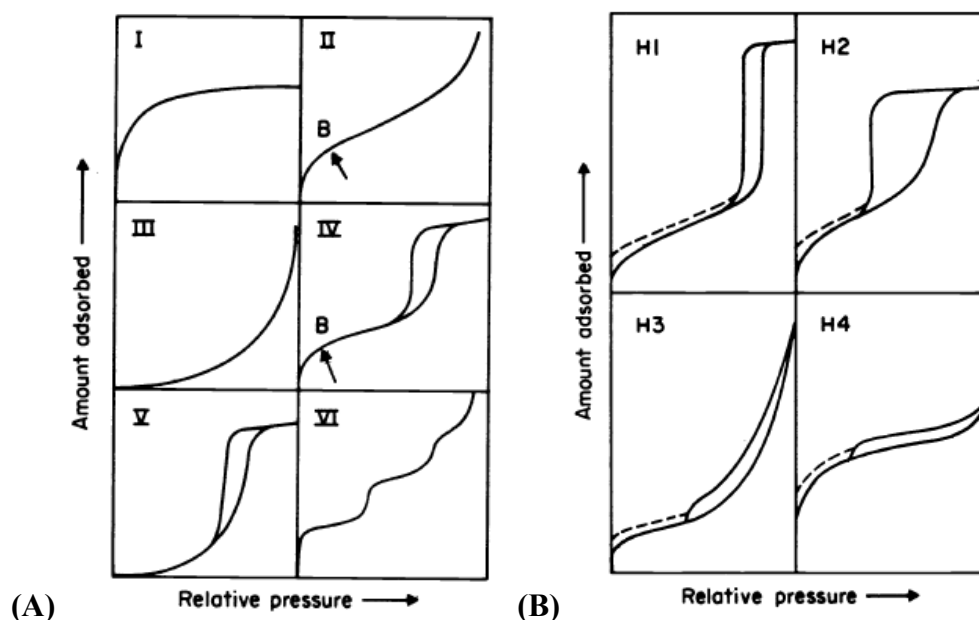 I II
B
III IV
B
V VI
Amount adsorbed
Relative pressure
(A)
H1 H2
H3 H4
Amount adsorbed
Relative pressure
(B)